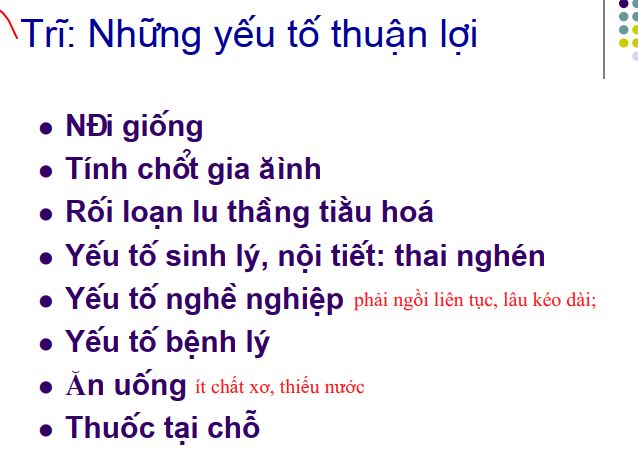 Trĩ: Những yếu tố thuận lợi
● NĐi giống
● Tính chổt gia ăình
● Rối loạn lu thầng tiằu hoá
● Yếu tố sinh lý, nội tiết: thai nghén
● Yếu tố nghề nghiệp phải ngồi liên tục, lâu kéo dài;
● Yếu tố bệnh lý
● Ăn uống ít chất xơ, thiếu nước
● Thuốc tại chỗ